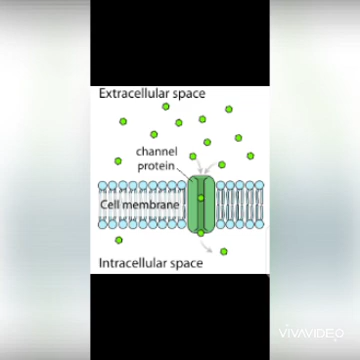 Extracellular space
channel
protein
Cell membrane
Intracellular space
VIVAVIDEO